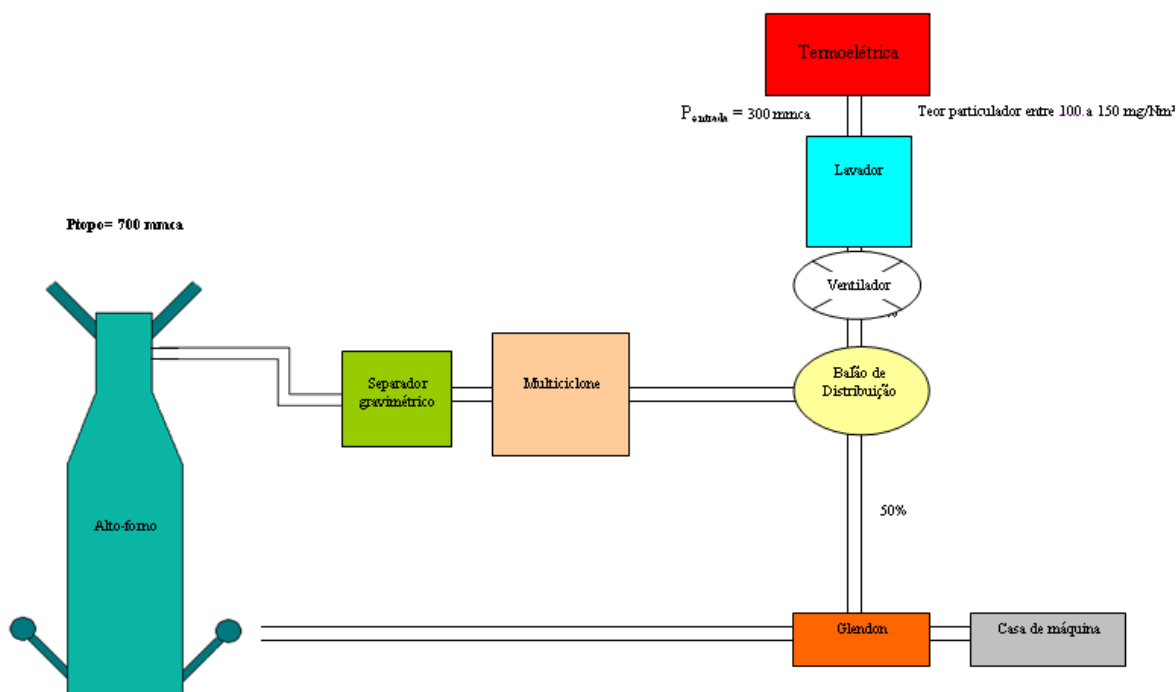 Termoelétrica
P entrada = 300 mmca
Teor particulador entre 100 a 150 mg/Nm³
Lavador
Ptopo= 700 mmca
Ventilador
%
Balão de
Distribuição
Separador
gravimétrico
Multiciclone
50%
Alto-forno
Glendon
Casa de máquina